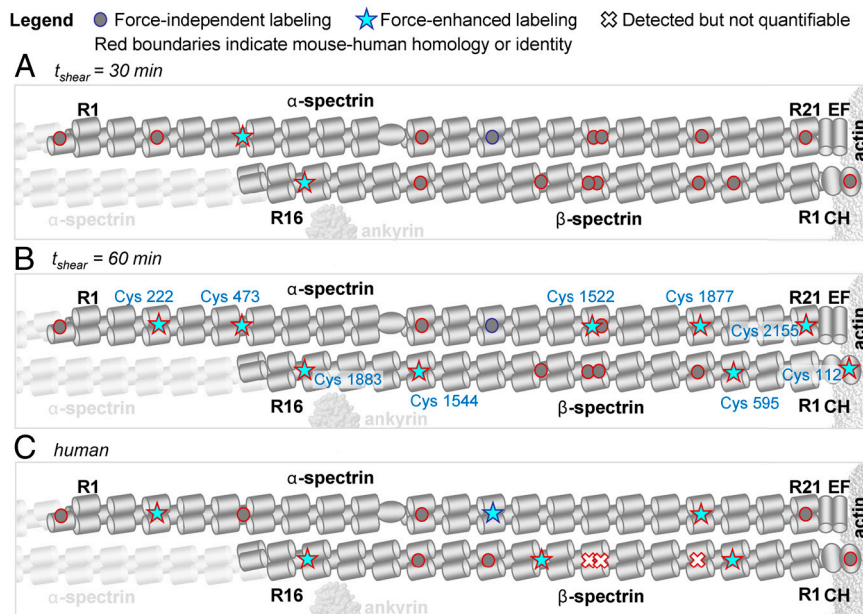 Legend Force-independent labeling Force-enhanced labeling Detected but not quantifiable
Red boundaries indicate mouse-human homology or identity
A t_shear = 30 min
R1 α-spectrin R21 EF
actin
α-spectrin R16 ankyrin β-spectrin R1 CH
B t_shear = 60 min
R1 Cys 222 Cys 473 α-spectrin Cys 1522 Cys 1877 R21 EF
Cys 2155
actin
Cys 1883 Cys 112
α-spectrin R16 ankyrin Cys 1544 β-spectrin Cys 595 R1 CH
C human
R1 α-spectrin R21 EF
actin
α-spectrin R16 ankyrin β-spectrin R1 CH